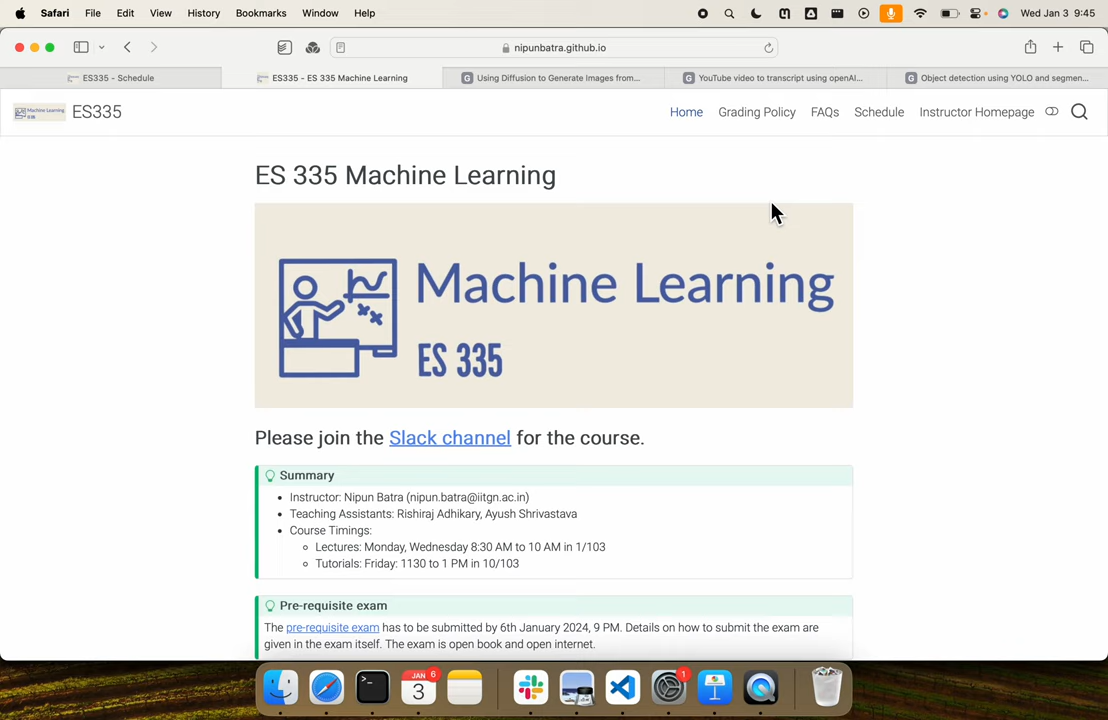 Safari File Edit View History Bookmarks Window Help Wed Jan 3 9:45
nipunbatra.github.io
ES335 - Schedule ES335 - ES 335 Machine Learning Using Diffusion to Generate Images from... YouTube video to transcript using openAI... Object detection using YOLO and segmen...
ES335 Home Grading Policy FAQs Schedule Instructor Homepage
ES 335 Machine Learning
Machine Learning
ES 335
Please join the Slack channel for the course.
Summary
• Instructor: Nipun Batra (nipun.batra@iitgn.ac.in)
• Teaching Assistants: Rishiraj Adhikary, Ayush Shrivastava
• Course Timings:
○ Lectures: Monday, Wednesday 8:30 AM to 10 AM in 1/103
○ Tutorials: Friday: 1130 to 1 PM in 10/103
Pre-requisite exam
The pre-requisite exam has to be submitted by 6th January 2024, 9 PM. Details on how to submit the exam are
given in the exam itself. The exam is open book and open internet.
JAN 6 1
3